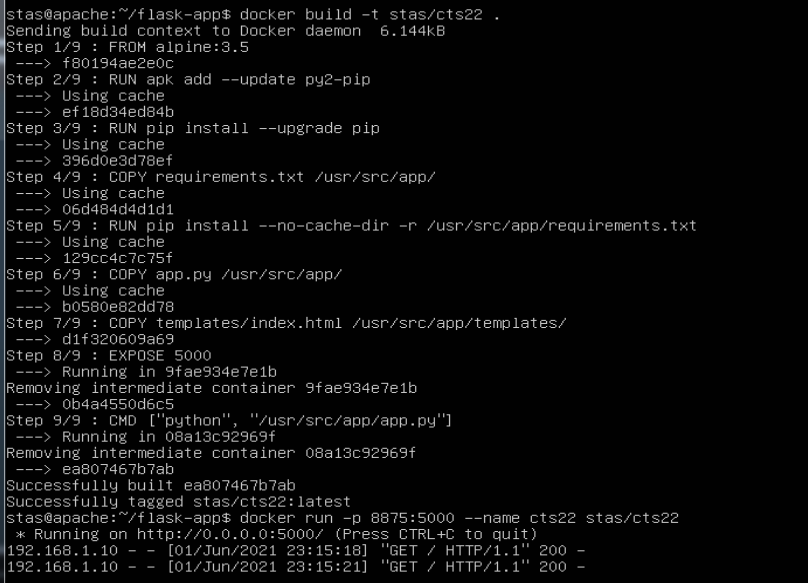 stas@apache:~/flask-app$ docker build -t stas/cts22 .
Sending build context to Docker daemon  6.144kB
Step 1/9 : FROM alpine:3.5
 ---> f80194ae2e0c
Step 2/9 : RUN apk add --update py2-pip
 ---> Using cache
 ---> ef18d34ed84b
Step 3/9 : RUN pip install --upgrade pip
 ---> Using cache
 ---> 396d0e3d78ef
Step 4/9 : COPY requirements.txt /usr/src/app/
 ---> Using cache
 ---> 06d484d4d1d1
Step 5/9 : RUN pip install --no-cache-dir -r /usr/src/app/requirements.txt
 ---> Using cache
 ---> 129cc4c7c75f
Step 6/9 : COPY app.py /usr/src/app/
 ---> Using cache
 ---> b0580e82dd78
Step 7/9 : COPY templates/index.html /usr/src/app/templates/
 ---> d1f320609a69
Step 8/9 : EXPOSE 5000
 ---> Running in 9fae934e7e1b
Removing intermediate container 9fae934e7e1b
 ---> 0b4a4550d6c5
Step 9/9 : CMD ["python", "/usr/src/app/app.py"]
 ---> Running in 08a13c92969f
Removing intermediate container 08a13c92969f
 ---> ea807467b7ab
Successfully built ea807467b7ab
Successfully tagged stas/cts22:latest
stas@apache:~/flask-app$ docker run -p 8875:5000 --name cts22 stas/cts22
 * Running on http://0.0.0.0:5000/ (Press CTRL+C to quit)
192.168.1.10 - - [01/Jun/2021 23:15:18] "GET / HTTP/1.1" 200 -
192.168.1.10 - - [01/Jun/2021 23:15:21] "GET / HTTP/1.1" 200 -